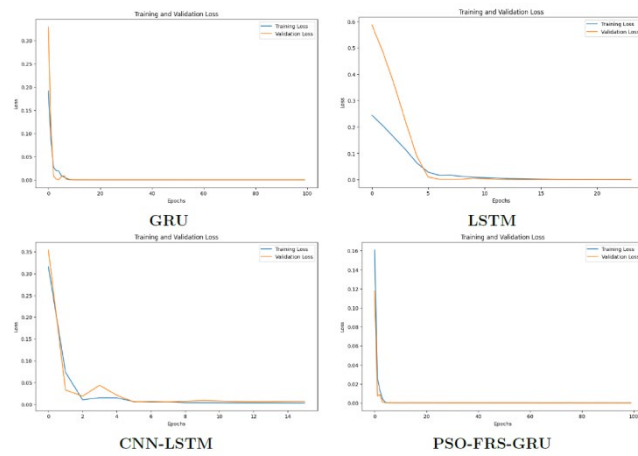 Training and Validation Loss
Training Loss
Validation Loss
Loss
0.30
0.25
0.20
0.15
0.10
0.05
0.00
0 20 40 60 80 100
Epochs
GRU
Training and Validation Loss
Training Loss
Validation Loss
Loss
0.6
0.5
0.4
0.3
0.2
0.1
0.0
0 5 10 15 20
Epochs
LSTM
Training and Validation Loss
Training Loss
Validation Loss
Loss
0.35
0.30
0.25
0.20
0.15
0.10
0.05
0.00
0 2 4 6 8 10 12 14
Epochs
CNN-LSTM
Training and Validation Loss
Training Loss
Validation Loss
Loss
0.16
0.14
0.12
0.10
0.08
0.06
0.04
0.02
0.00
0 20 40 60 80 100
Epochs
PSO-FRS-GRU